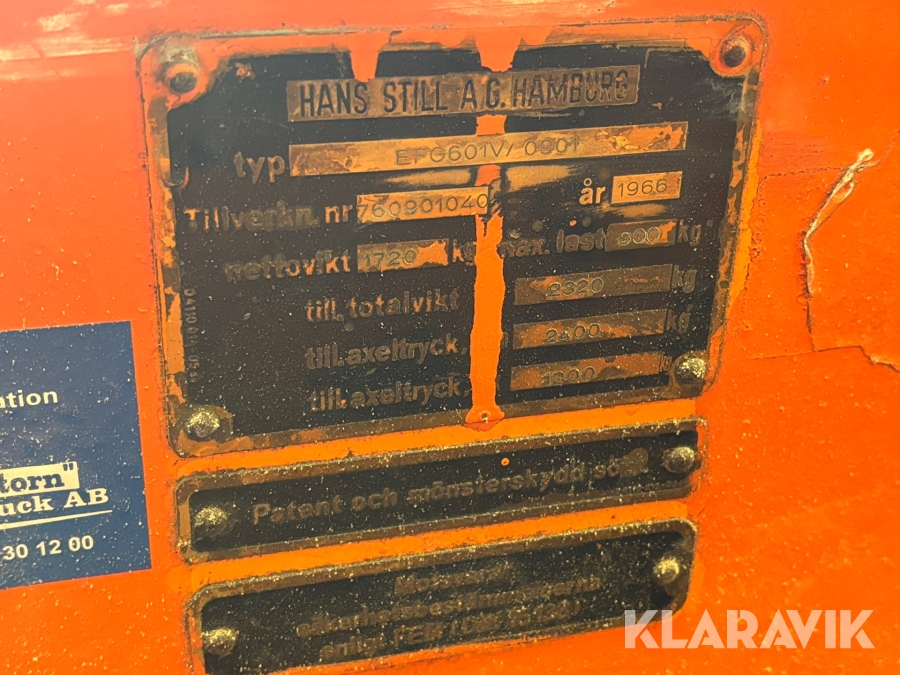 HANS STILL A.G. HAMBURG
typ EFG601V/0901
Tillverkn. nr 760901040 år 1966
nettovikt 1720 kg max. last 600 kg
till. totalvikt 2320 kg
till. axeltryck. 2400 kg
till. axeltryck.
ation
torn"
uck AB
30 12 00
Patent och mönsterskydd sökt
KLARAVIK